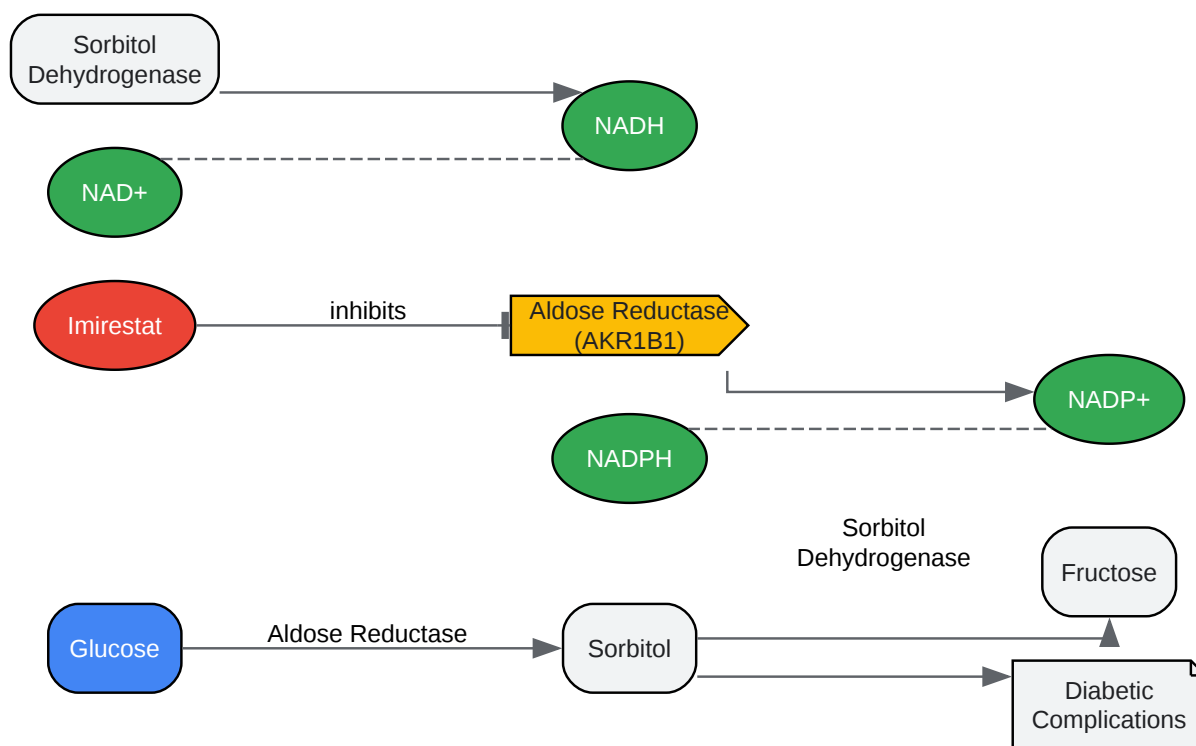 Sorbitol
Dehydrogenase
NADH
NAD+
Imirestat
inhibits
Aldose Reductase
(AKR1B1)
NADP+
NADPH
Sorbitol
Dehydrogenase
Fructose
Glucose
Aldose Reductase
Sorbitol
Diabetic
Complications